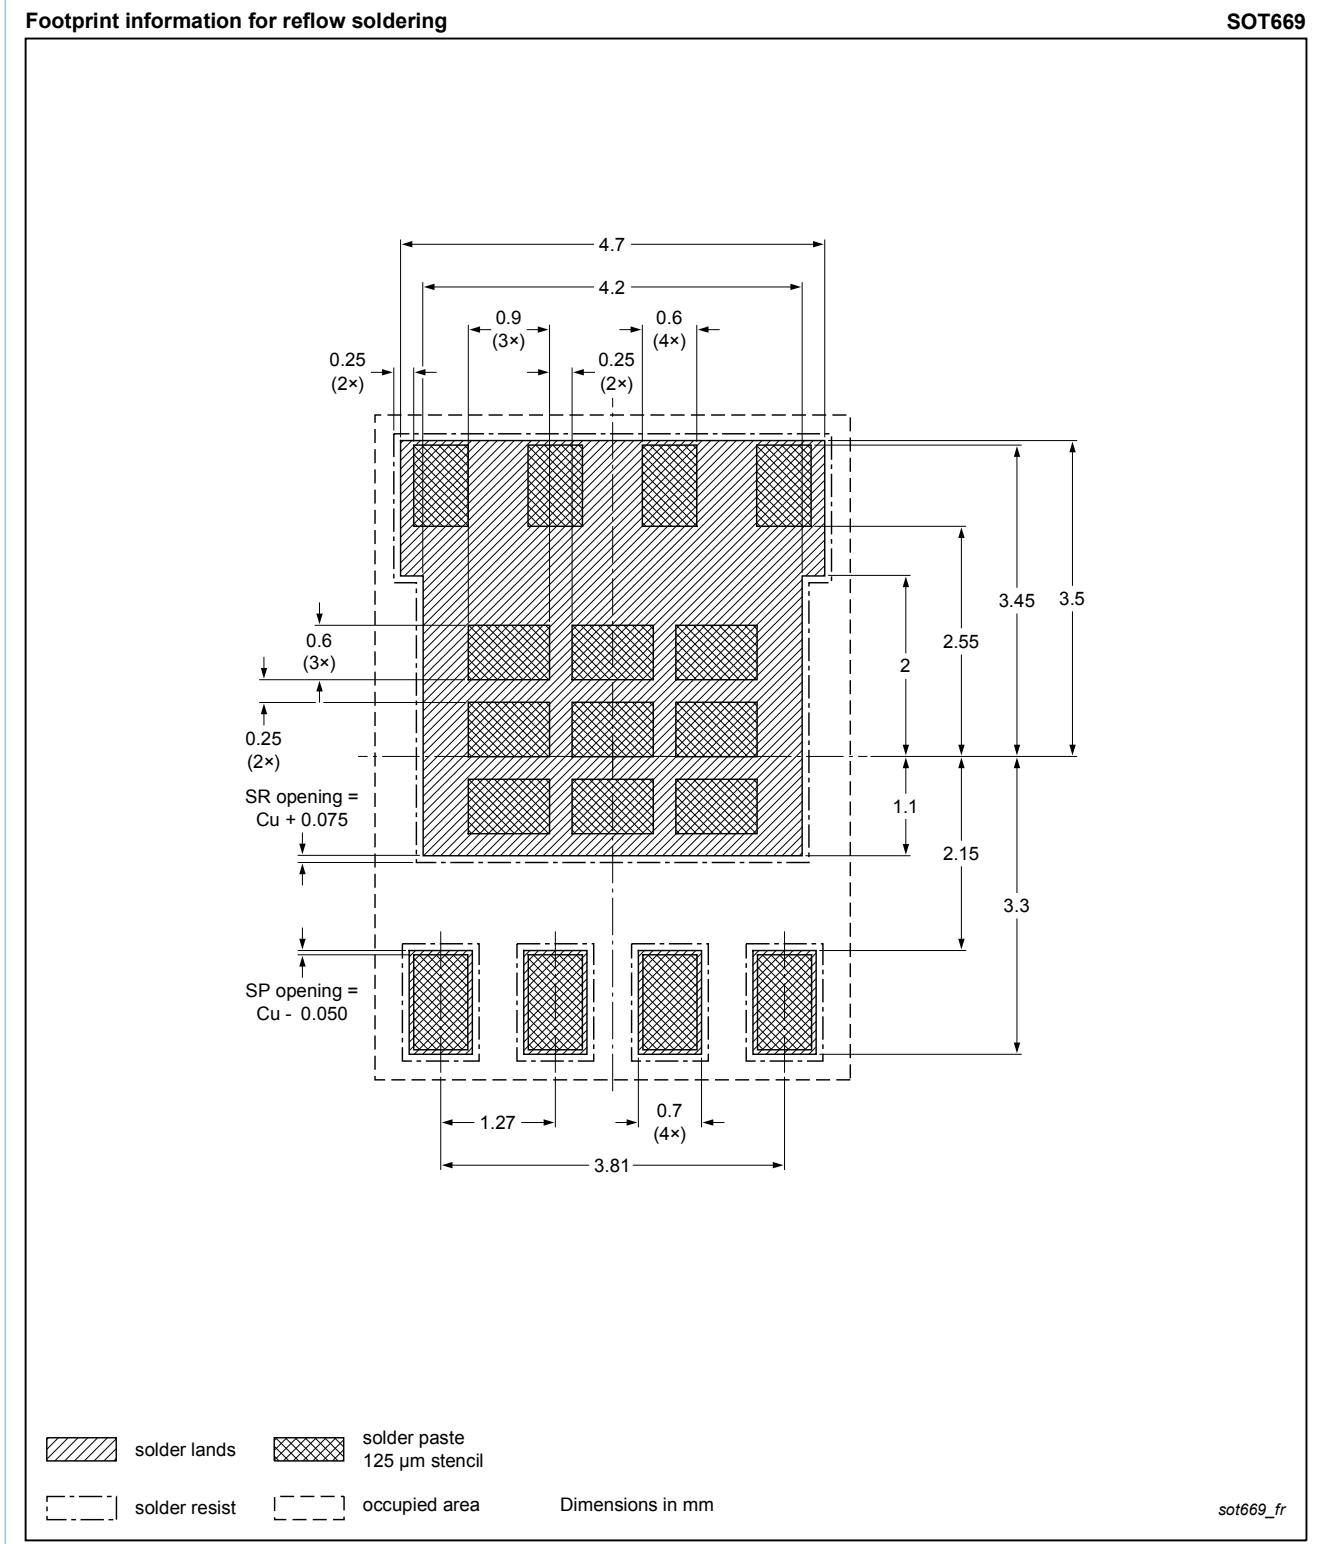 Footprint information for reflow soldering SOT669
4.7
4.2
0.9
(3×)
0.6
(4×)
0.25
(2×)
0.25
(2×)
3.45
3.5
2.55
2
0.6
(3×)
0.25
(2×)
SR opening =
Cu + 0.075
1.1
2.15
3.3
SP opening =
Cu - 0.050
1.27
0.7
(4×)
3.81
solder lands
solder paste
125 µm stencil
solder resist
occupied area
Dimensions in mm
sot669_fr